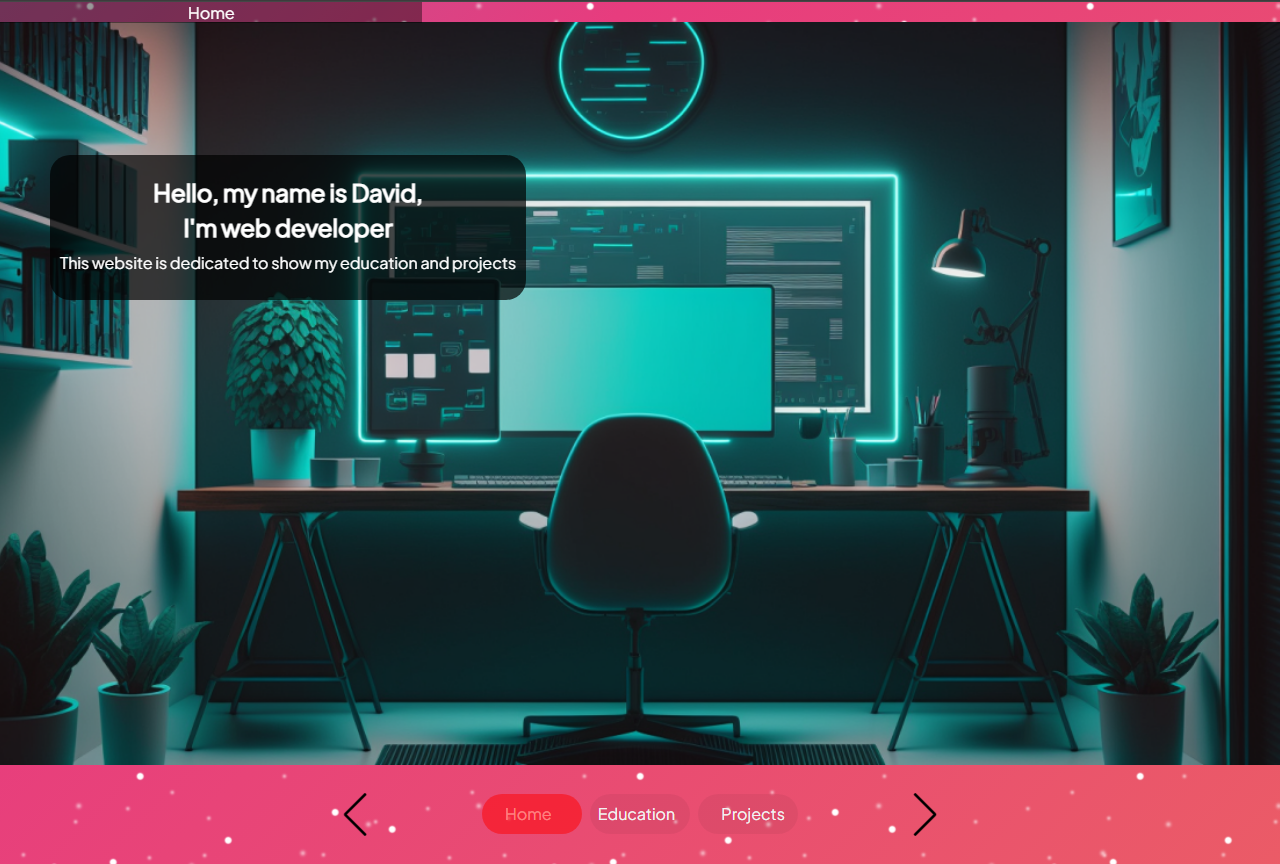 Home
Hello, my name is David,
I'm web developer
This website is dedicated to show my education and projects
Home
Education
Projects